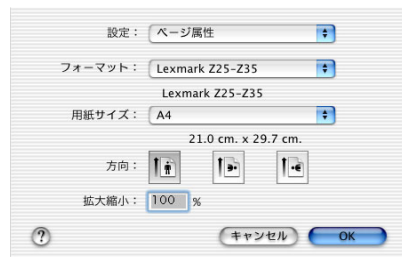 設定： ページ属性
フォーマット： Lexmark Z25-Z35
Lexmark Z25-Z35
用紙サイズ： A4
21.0 cm. x 29.7 cm.
方向：
拡大縮小： 100 %
? キャンセル OK